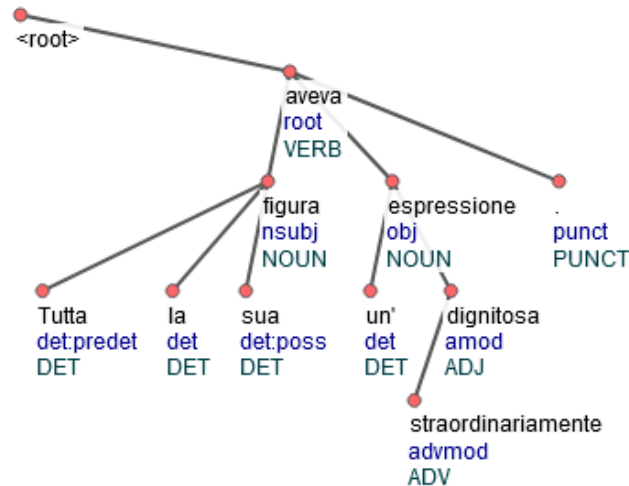 <root>
aveva
root
VERB
figura espressione .
nsubj obj punct
NOUN NOUN PUNCT
Tutta la sua un' dignitosa
det:predet det det:poss det amod
DET DET DET DET ADJ
straordinariamente
advmod
ADV